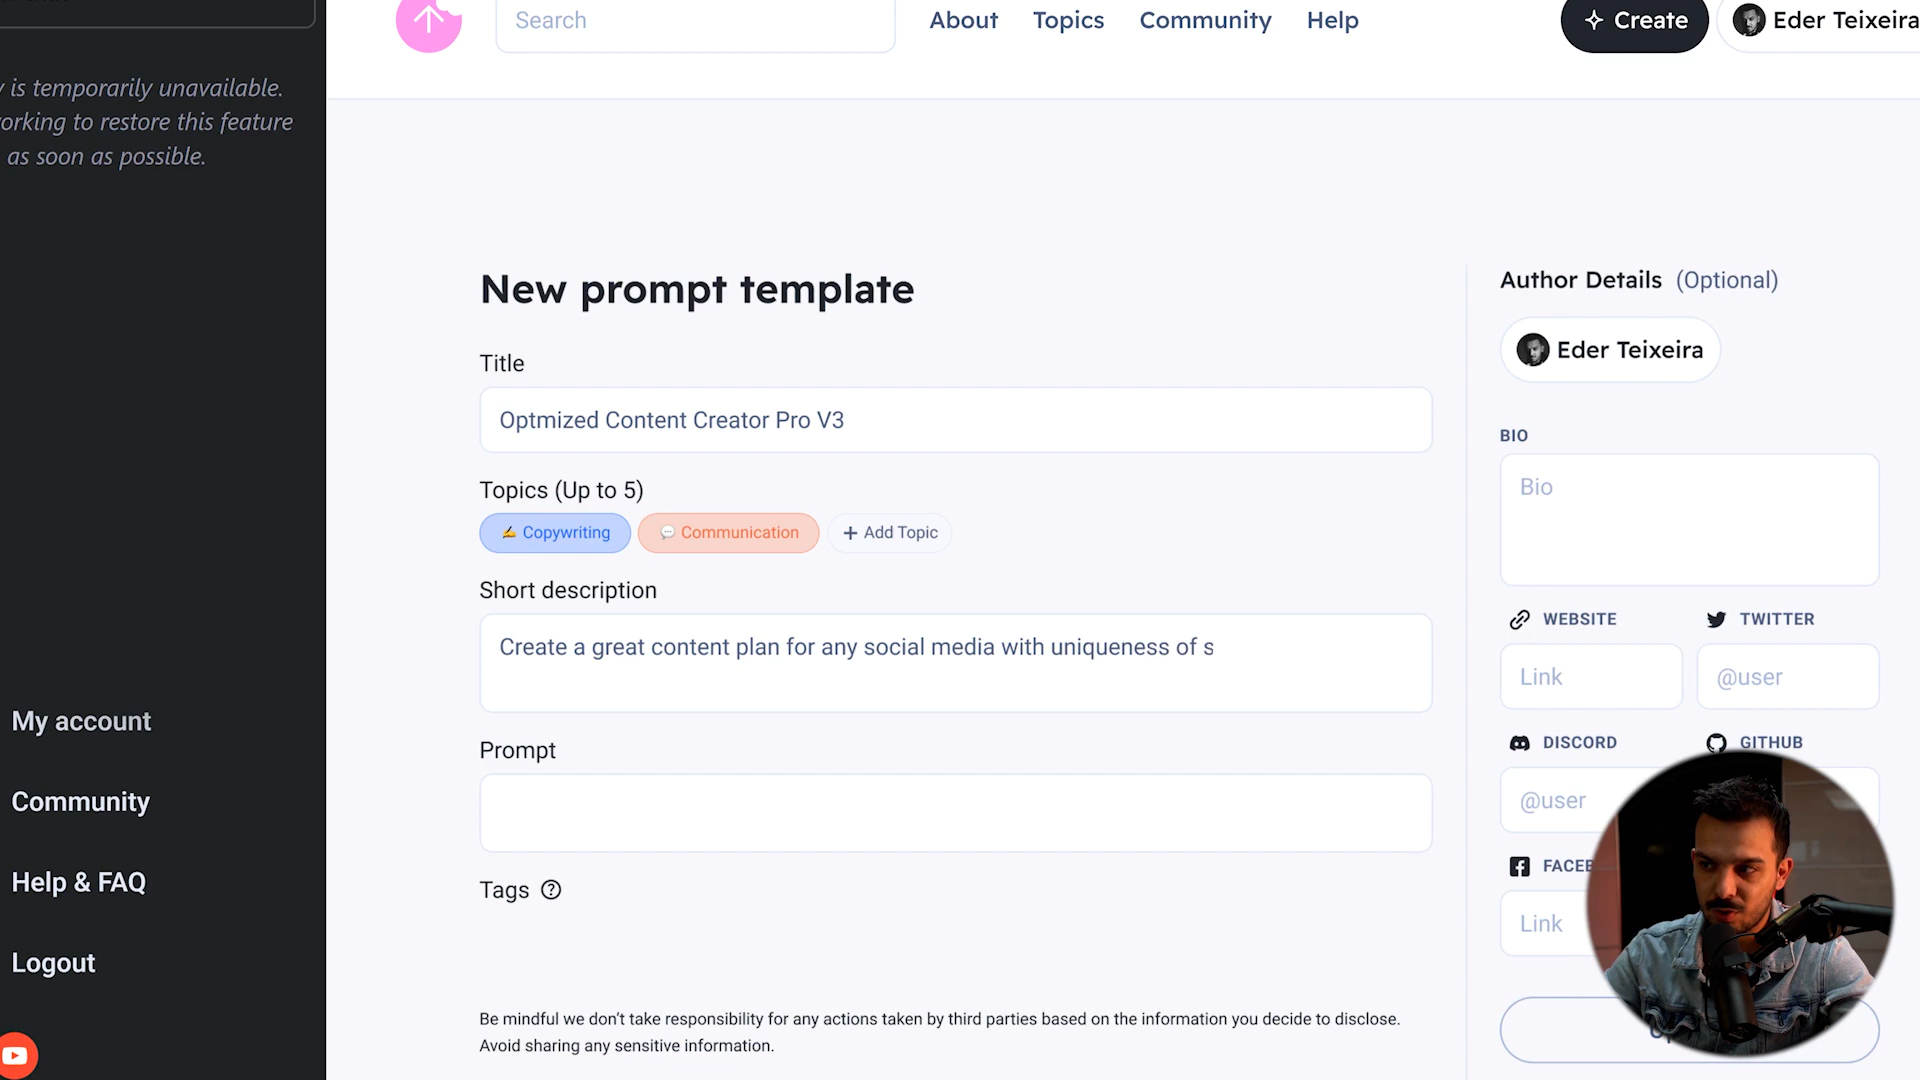 Search
About
Topics
Community
Help
Create
Eder Teixeira
is temporarily unavailable.
working to restore this feature
as soon as possible.
My account
Community
Help & FAQ
Logout
New prompt template
Title
Optmized Content Creator Pro V3
Topics (Up to 5)
Copywriting
Communication
+ Add Topic
Short description
Create a great content plan for any social media with uniqueness of s
Prompt
Tags
Be mindful we don't take responsibility for any actions taken by third parties based on the information you decide to disclose.
Avoid sharing any sensitive information.
Author Details (Optional)
Eder Teixeira
BIO
Bio
WEBSITE
TWITTER
Link
@user
DISCORD
GITHUB
@user
FACEB
Link